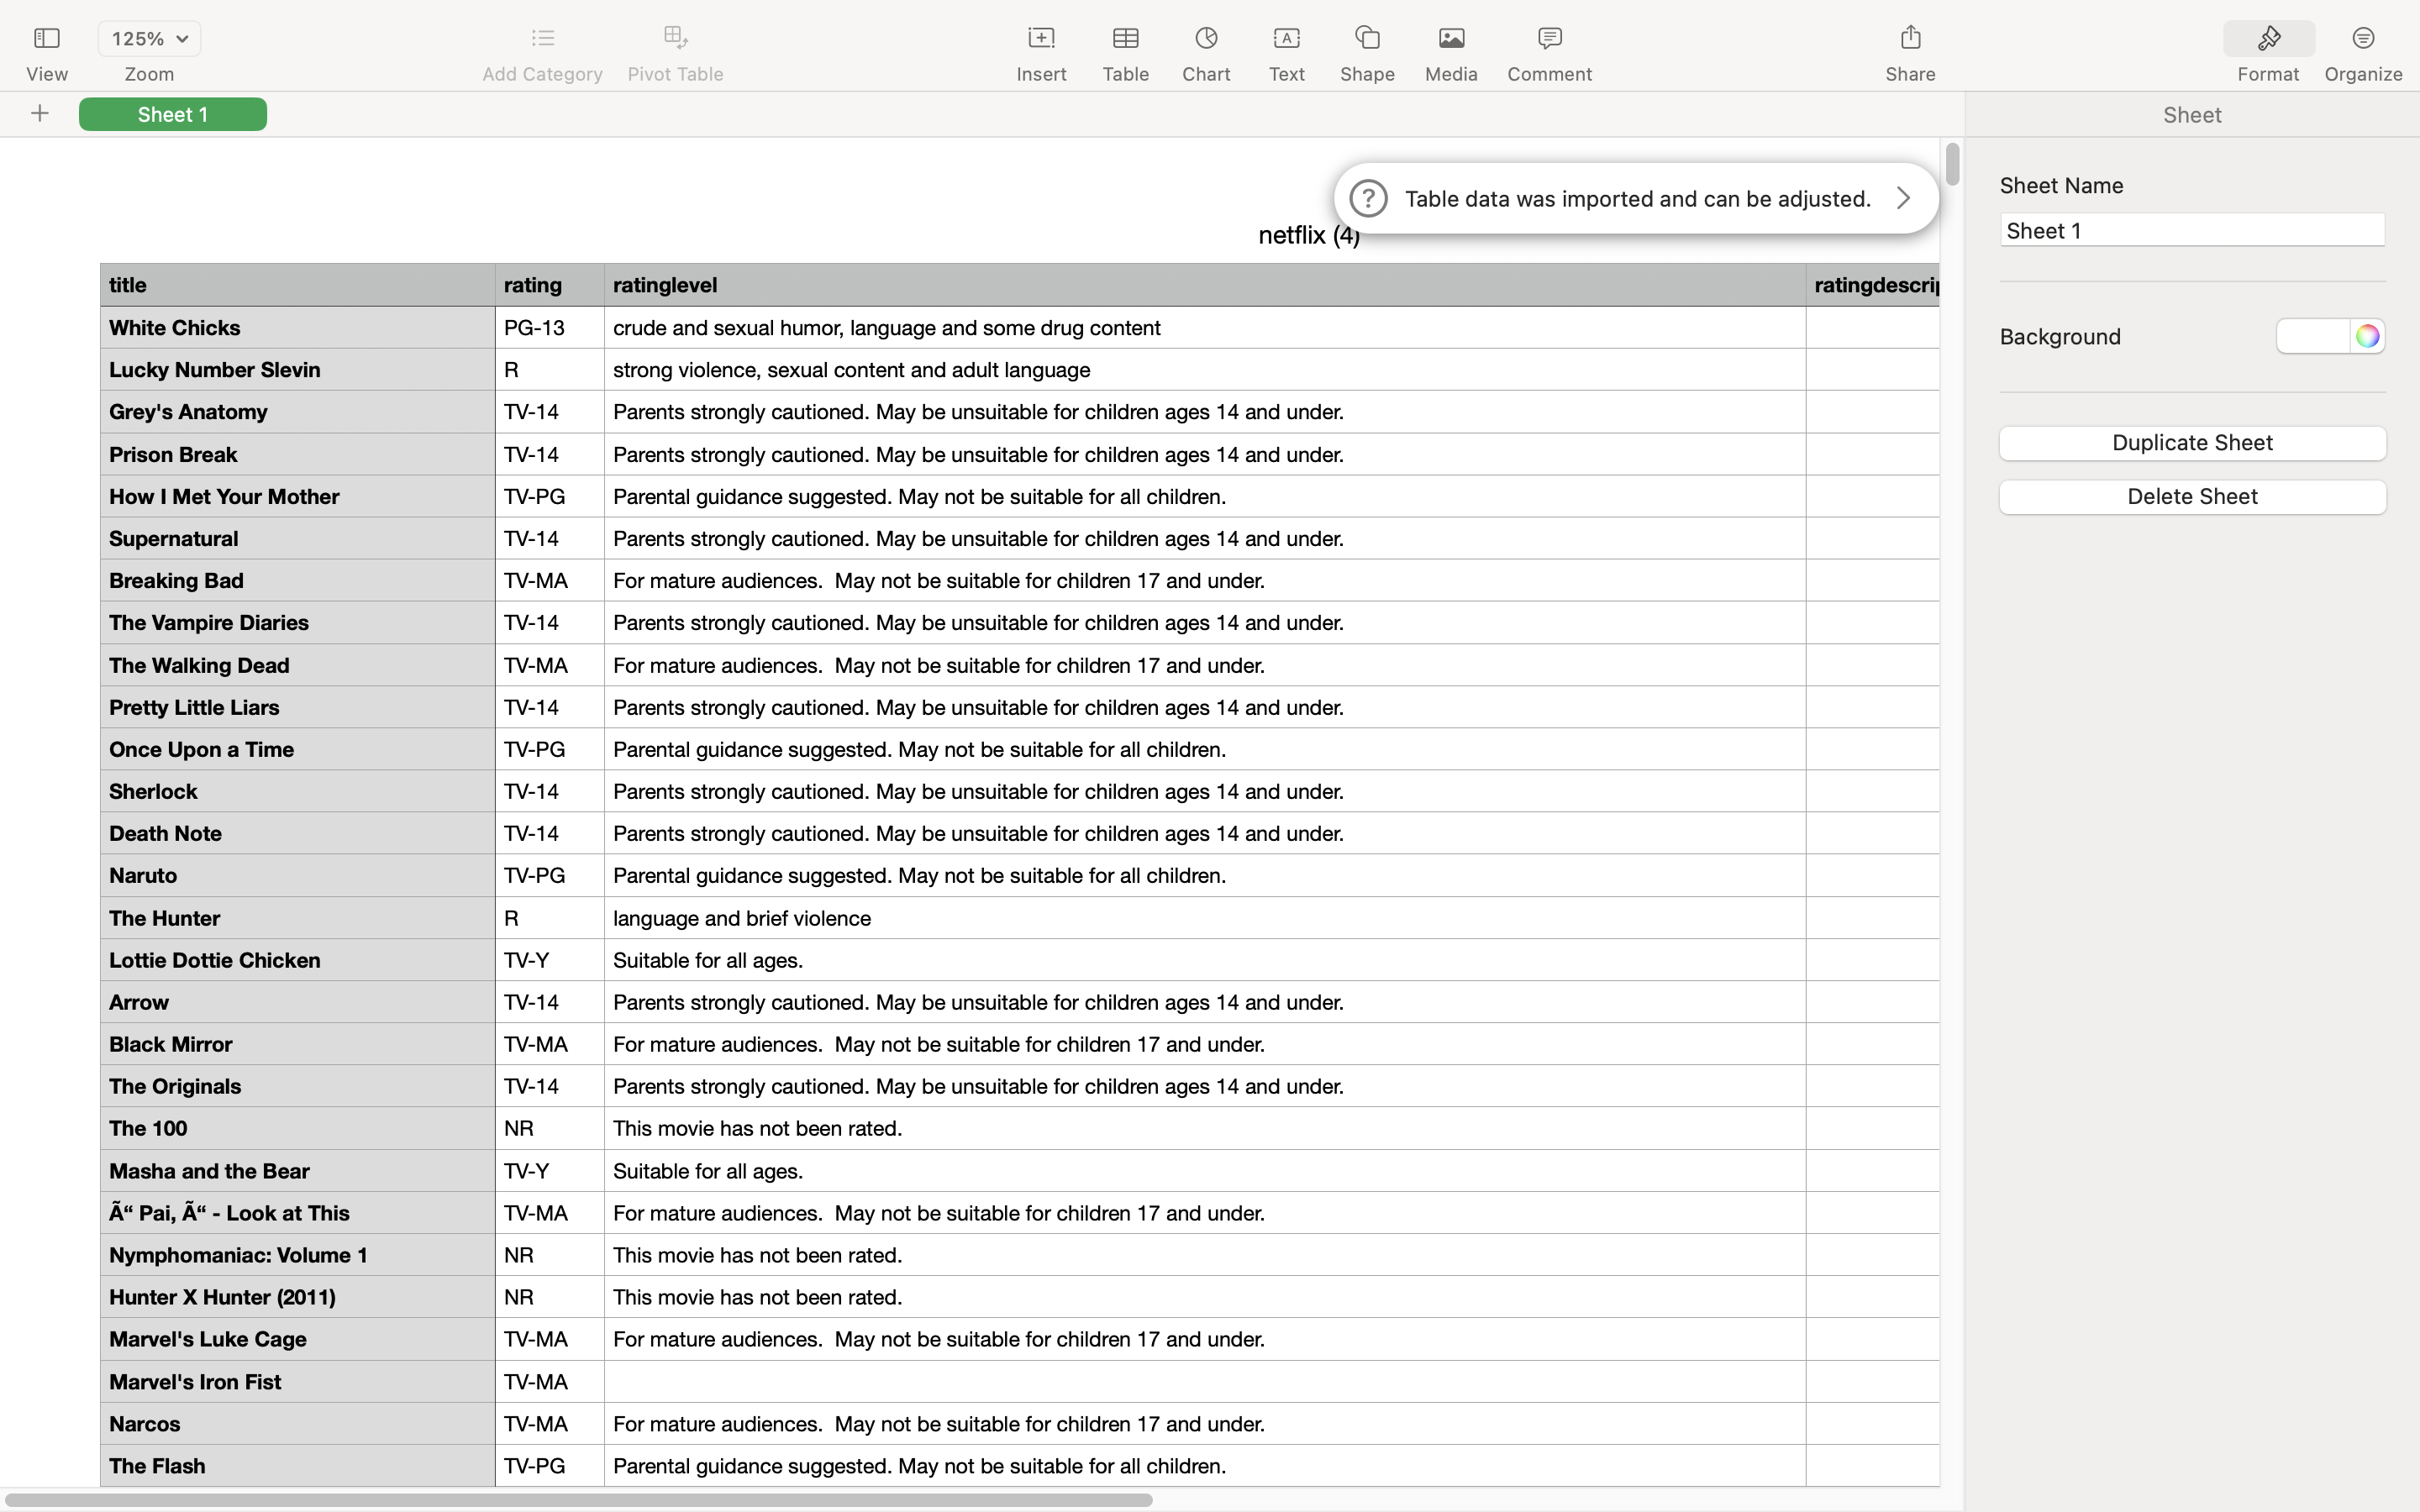 125%
View Zoom Add Category Pivot Table Insert Table Chart Text Shape Media Comment Share Format Organize
Sheet 1 Sheet
Table data was imported and can be adjusted.
netflix (4)
title rating ratinglevel
White Chicks PG-13 crude and sexual humor, language and some drug content
Lucky Number Slevin R strong violence, sexual content and adult language
Grey's Anatomy TV-14 Parents strongly cautioned. May be unsuitable for children ages 14 and under.
Prison Break TV-14 Parents strongly cautioned. May be unsuitable for children ages 14 and under.
How I Met Your Mother TV-PG Parental guidance suggested. May not be suitable for all children.
Supernatural TV-14 Parents strongly cautioned. May be unsuitable for children ages 14 and under.
Breaking Bad TV-MA For mature audiences.  May not be suitable for children 17 and under.
The Vampire Diaries TV-14 Parents strongly cautioned. May be unsuitable for children ages 14 and under.
The Walking Dead TV-MA For mature audiences.  May not be suitable for children 17 and under.
Pretty Little Liars TV-14 Parents strongly cautioned. May be unsuitable for children ages 14 and under.
Once Upon a Time TV-PG Parental guidance suggested. May not be suitable for all children.
Sherlock TV-14 Parents strongly cautioned. May be unsuitable for children ages 14 and under.
Death Note TV-14 Parents strongly cautioned. May be unsuitable for children ages 14 and under.
Naruto TV-PG Parental guidance suggested. May not be suitable for all children.
The Hunter R language and brief violence
Lottie Dottie Chicken TV-Y Suitable for all ages.
Arrow TV-14 Parents strongly cautioned. May be unsuitable for children ages 14 and under.
Black Mirror TV-MA For mature audiences.  May not be suitable for children 17 and under.
The Originals TV-14 Parents strongly cautioned. May be unsuitable for children ages 14 and under.
The 100 NR This movie has not been rated.
Masha and the Bear TV-Y Suitable for all ages.
Ã“ Pai, Ã“ - Look at This TV-MA For mature audiences.  May not be suitable for children 17 and under.
Nymphomaniac: Volume 1 NR This movie has not been rated.
Hunter X Hunter (2011) NR This movie has not been rated.
Marvel's Luke Cage TV-MA For mature audiences.  May not be suitable for children 17 and under.
Marvel's Iron Fist TV-MA
Narcos TV-MA For mature audiences.  May not be suitable for children 17 and under.
The Flash TV-PG Parental guidance suggested. May not be suitable for all children.
Sheet Name
Sheet 1
Background
Duplicate Sheet
Delete Sheet